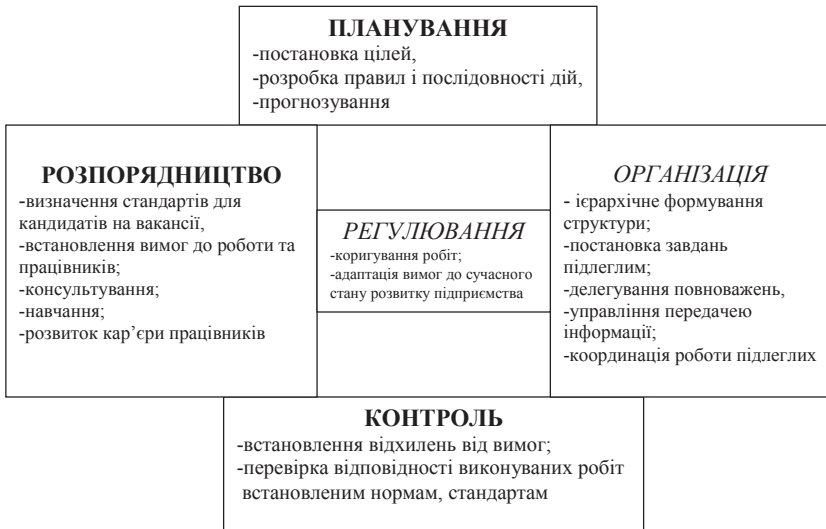 ПЛАНУВАННЯ
-постановка цілей,
-розробка правил і послідовності дій,
-прогнозування
РОЗПОРЯДНИЦТВО
-визначення стандартів для
кандидатів на вакансії,
-встановлення вимог до роботи та
працівників;
-консультування;
-навчання;
-розвиток кар’єри працівників
РЕГУЛЮВАННЯ
-коригування робіт;
-адаптація вимог до сучасного
стану розвитку підприємства
ОРГАНІЗАЦІЯ
- ієрархічне формування
структури;
-постановка завдань
підлеглим;
-делегування повноважень,
-управління передачею
інформації;
-координація роботи підлеглих
КОНТРОЛЬ
-встановлення відхилень від вимог;
-перевірка відповідності виконуваних робіт
встановленим нормам, стандартам